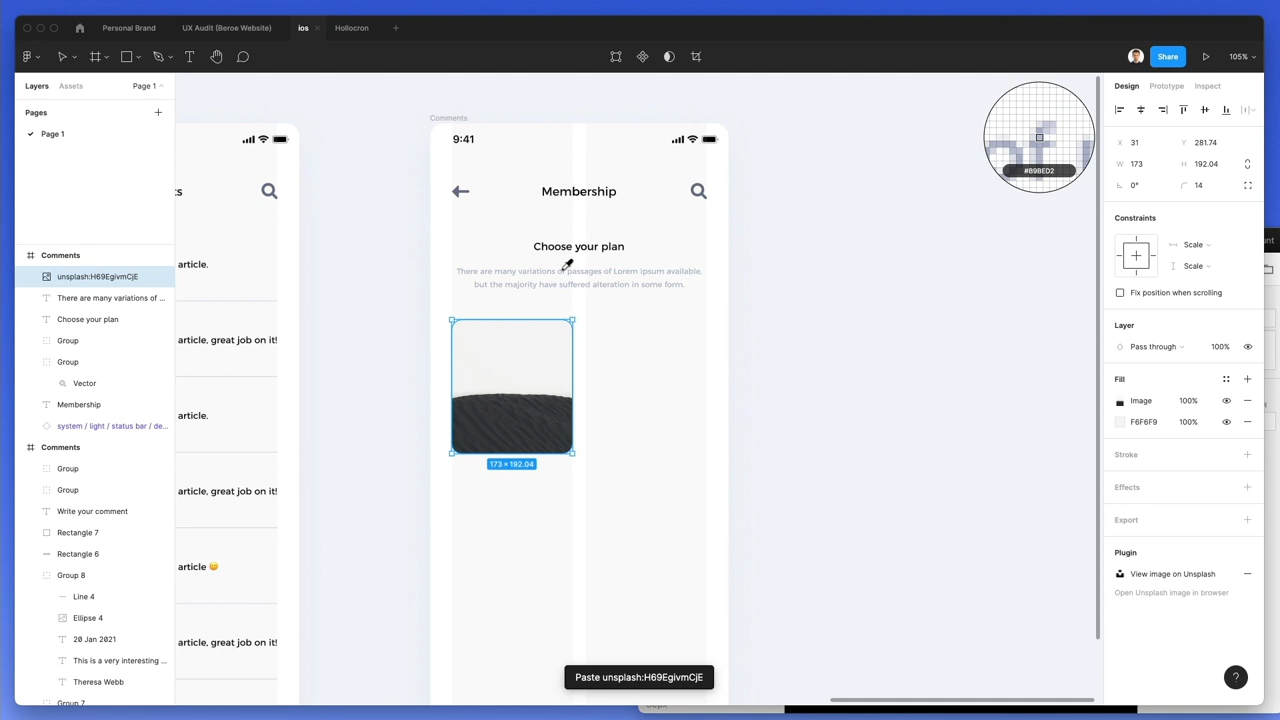 Personal Brand
UX Audit (Beroe Website)
ios
Hollocron
Share
105%
Layers
Assets
Page 1
Pages
Page 1
Comments
unsplash:H69EgivmCjE
There are many variations of ...
Choose your plan
Group
Group
Vector
Membership
system / light / status bar / de...
Comments
Group
Group
Write your comment
Rectangle 7
Rectangle 6
Group 8
Line 4
Ellipse 4
20 Jan 2021
This is a very interesting ...
Theresa Webb
Group 7
article.
article, great job on it!
article.
article, great job on it!
article 😀
article, great job on it!
Comments
9:41
Membership
Choose your plan
There are many variations of passages of Lorem Ipsum available,
but the majority have suffered alteration in some form.
173 × 192.04
Paste unsplash:H69EgivmCjE
#B9BED2
Design
Prototype
Inspect
X 31
Y 281.74
W 173
H 192.04
0°
14
Constraints
Scale
Scale
Fix position when scrolling
Layer
Pass through
100%
Fill
Image 100%
F6F6F9 100%
Stroke
Effects
Export
Plugin
View image on Unsplash
Open Unsplash image in browser
?